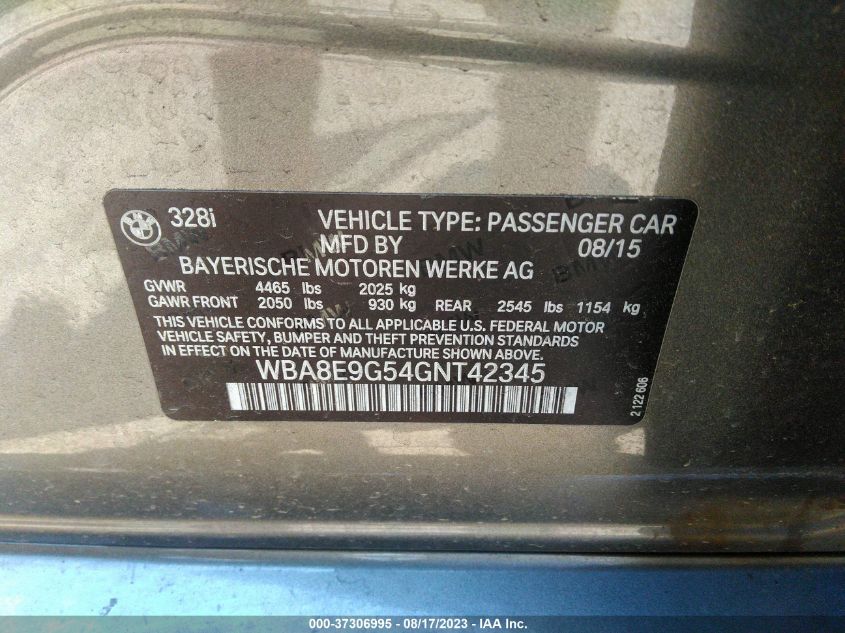 328i VEHICLE TYPE: PASSENGER CAR
MFD BY 08/15
BAYERISCHE MOTOREN WERKE AG
GVWR 4465 lbs 2025 kg
GAWR FRONT 2050 lbs 930 kg REAR 2545 lbs 1154 kg
THIS VEHICLE CONFORMS TO ALL APPLICABLE U.S. FEDERAL MOTOR
VEHICLE SAFETY, BUMPER AND THEFT PREVENTION STANDARDS
IN EFFECT ON THE DATE OF MANUFACTURE SHOWN ABOVE.
WBA8E9G54GNT42345
2 122 606
000-37306995 - 08/17/2023 - IAA Inc.